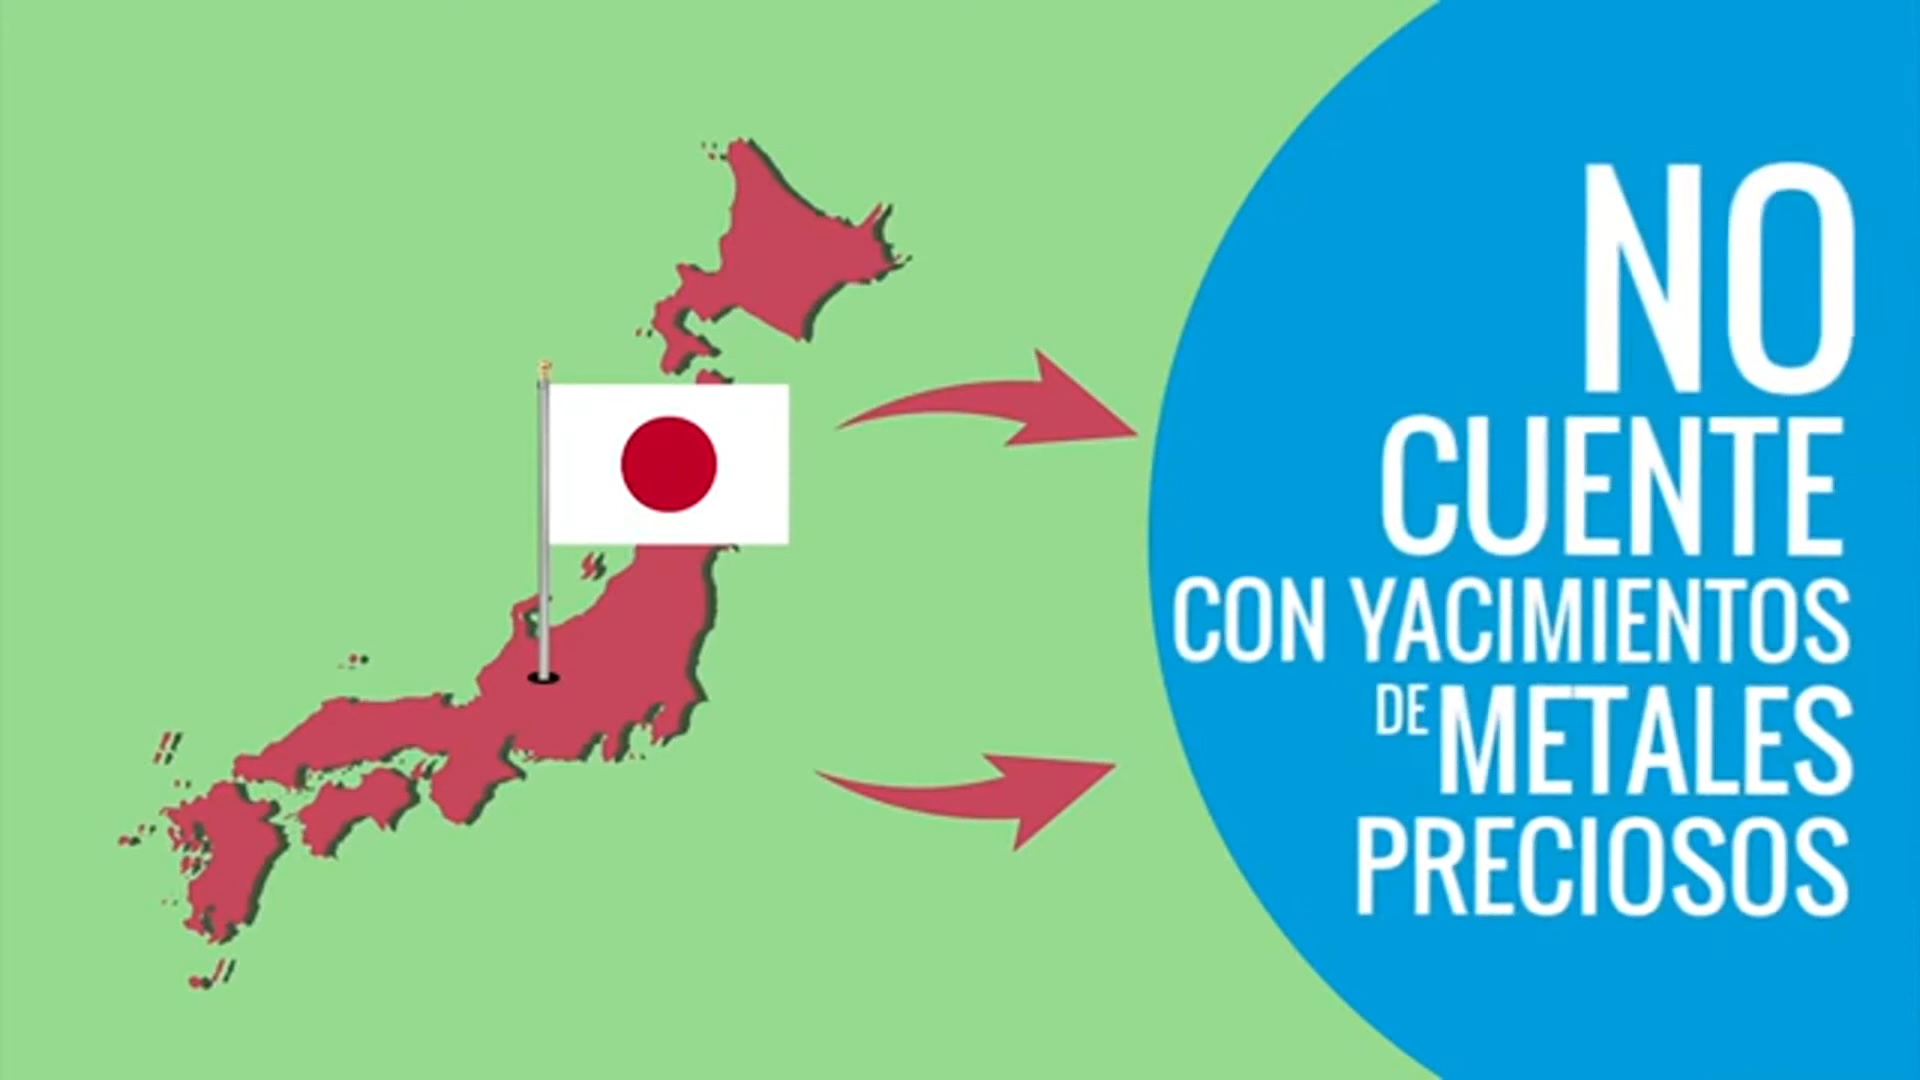 NO
CUENTE
CON YACIMIENTOS
DE METALES
PRECIOSOS